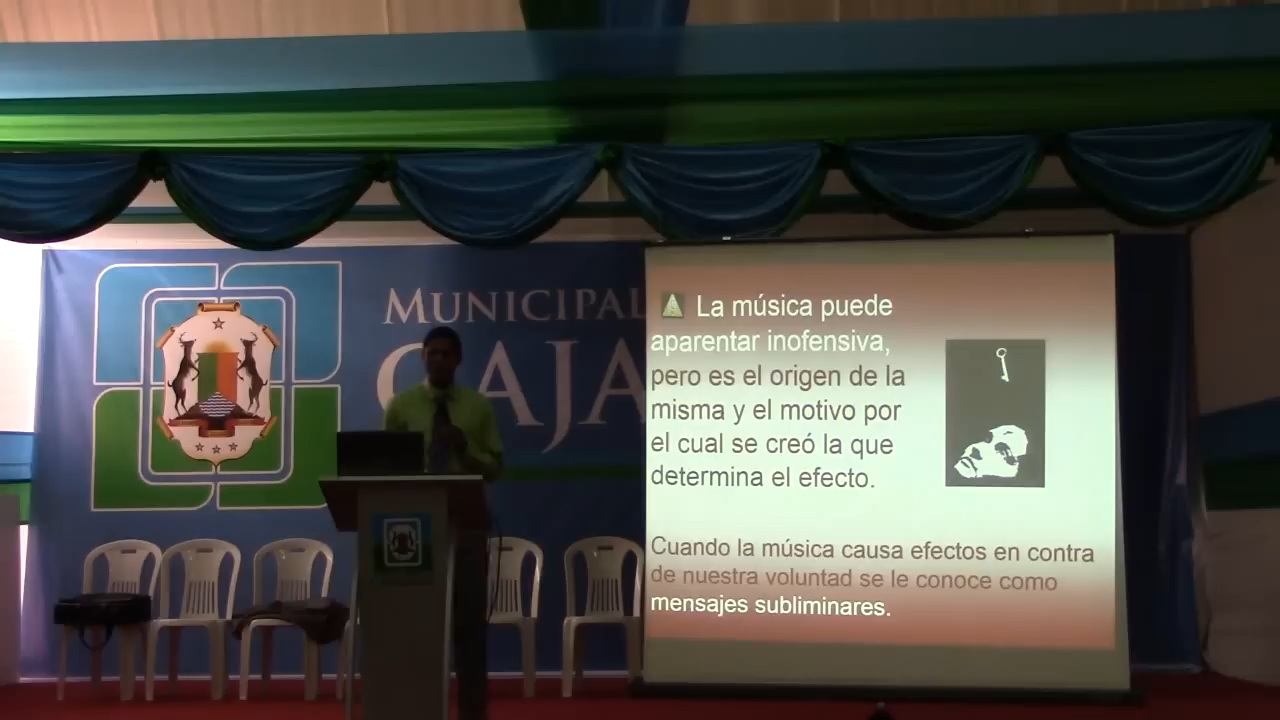 MUNICIPAL
CAJA
La música puede
aparentar inofensiva,
pero es el origen de la
misma y el motivo por
el cual se creó la que
determina el efecto.
Cuando la música causa efectos en contra
de nuestra voluntad se le conoce como
mensajes subliminares.